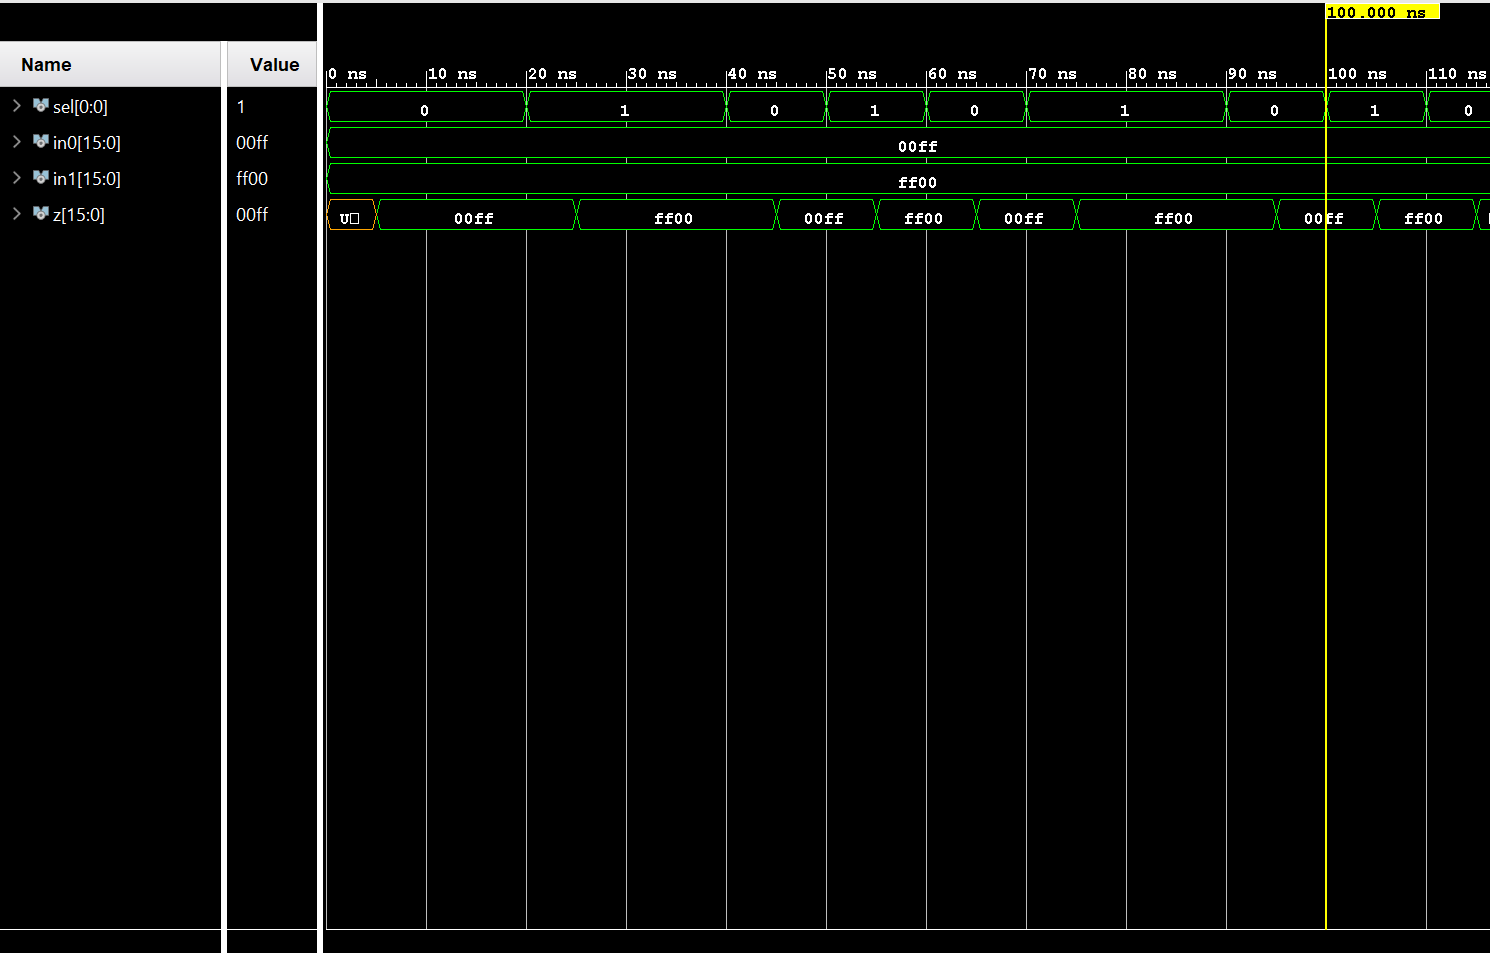 100.000 ns
Name Value
0 ns 10 ns 20 ns 30 ns 40 ns 50 ns 60 ns 70 ns 80 ns 90 ns 100 ns 110 ns
sel[0:0] 1 0 1 0 1 0 1 0 1 0
in0[15:0] 00ff 00ff
in1[15:0] ff00 ff00
z[15:0] 00ff U 00ff ff00 00ff ff00 00ff ff00 00ff ff00